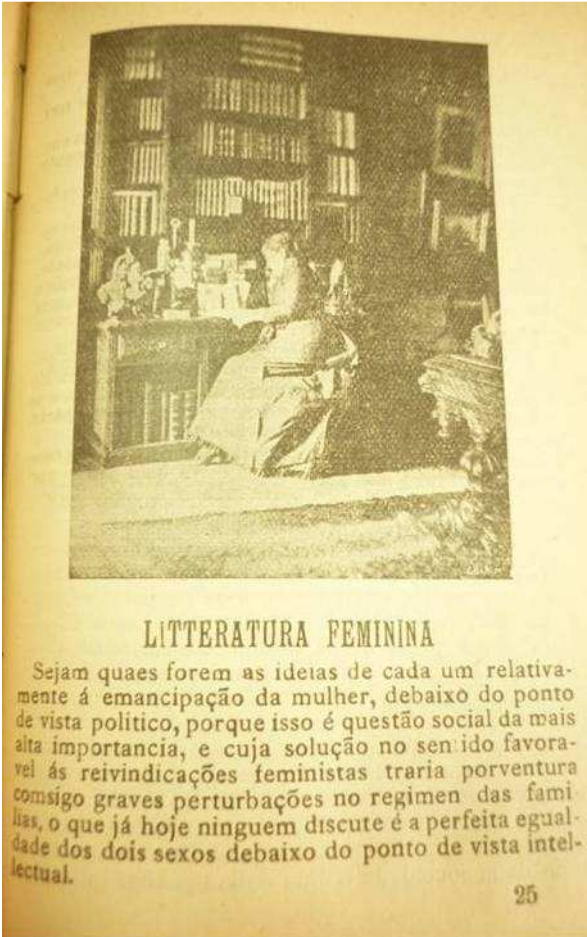 LITTERATURA FEMININA
Sejam quaes forem as ideias de cada um relativa-
mente á emancipação da mulher, debaixo do ponto
de vista politico, porque isso é questão social da mais
alta importancia, e cuja solução no sen ido favora-
vel ás reivindicações feministas traria porventura
comsigo graves perturbações no regimen das fami
lias, o que já hoje ninguem discute é a perfeita egual-
dade dos dois sexos debaixo do ponto de vista intel-
lectual.
25